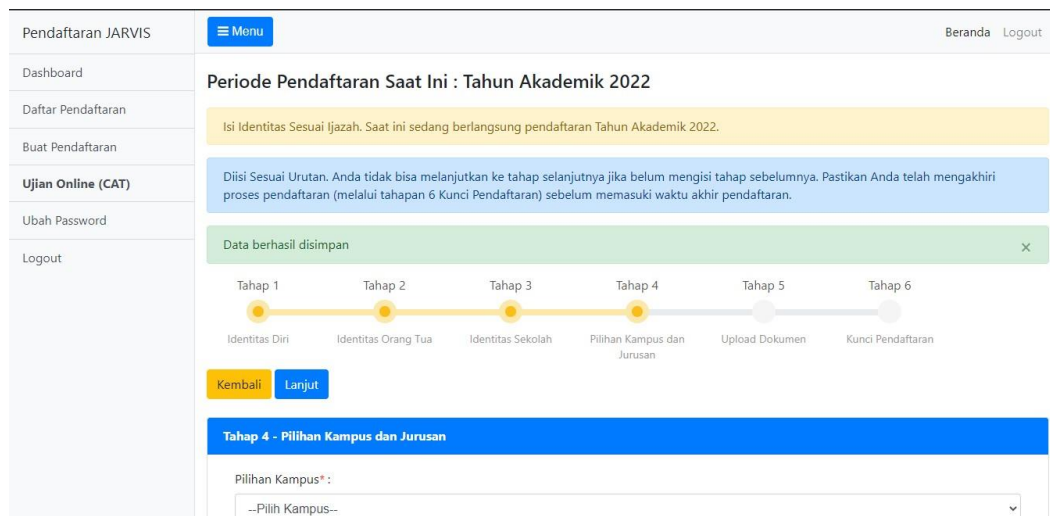 Pendaftaran JARVIS
Menu
Beranda Logout
Dashboard
Daftar Pendaftaran
Buat Pendaftaran
Ujian Online (CAT)
Ubah Password
Logout
Periode Pendaftaran Saat Ini : Tahun Akademik 2022
Isi Identitas Sesuai Ijazah. Saat ini sedang berlangsung pendaftaran Tahun Akademik 2022.
Diisi Sesuai Urutan. Anda tidak bisa melanjutkan ke tahap selanjutnya jika belum mengisi tahap sebelumnya. Pastikan Anda telah mengakhiri
proses pendaftaran (melalui tahapan 6 Kunci Pendaftaran) sebelum memasuki waktu akhir pendaftaran.
Data berhasil disimpan ×
Tahap 1 Tahap 2 Tahap 3 Tahap 4 Tahap 5 Tahap 6
Identitas Diri Identitas Orang Tua Identitas Sekolah Pilihan Kampus dan Upload Dokumen Kunci Pendaftaran
Jurusan
Kembali Lanjut
Tahap 4 - Pilihan Kampus dan Jurusan
Pilihan Kampus* :
--Pilih Kampus--